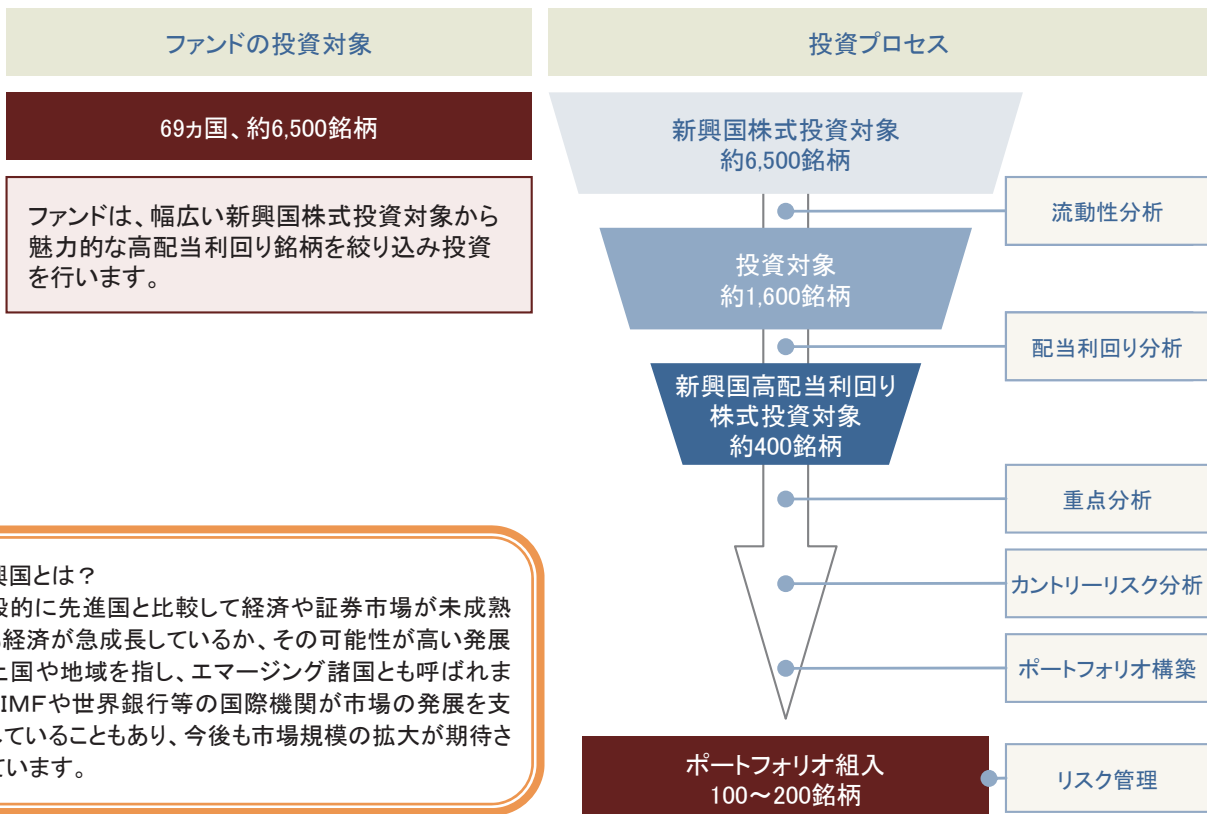 ファンドの投資対象
69ヵ国、約6,500銘柄
ファンドは、幅広い新興国株式投資対象から
魅力的な高配当利回り銘柄を絞り込み投資
を行います。
投資プロセス
新興国株式投資対象
約6,500銘柄
流動性分析
投資対象
約1,600銘柄
配当利回り分析
新興国高配当利回り
株式投資対象
約400銘柄
重点分析
カントリーリスク分析
ポートフォリオ構築
ポートフォリオ組入
100～200銘柄
リスク管理
興国とは？
般的に先進国と比較して経済や証券市場が未成熟
経済が急成長しているか、その可能性が高い発展
上国や地域を指し、エマージング諸国とも呼ばれま
IMFや世界銀行等の国際機関が市場の発展を支
していることもあり、今後も市場規模の拡大が期待さ
ています。